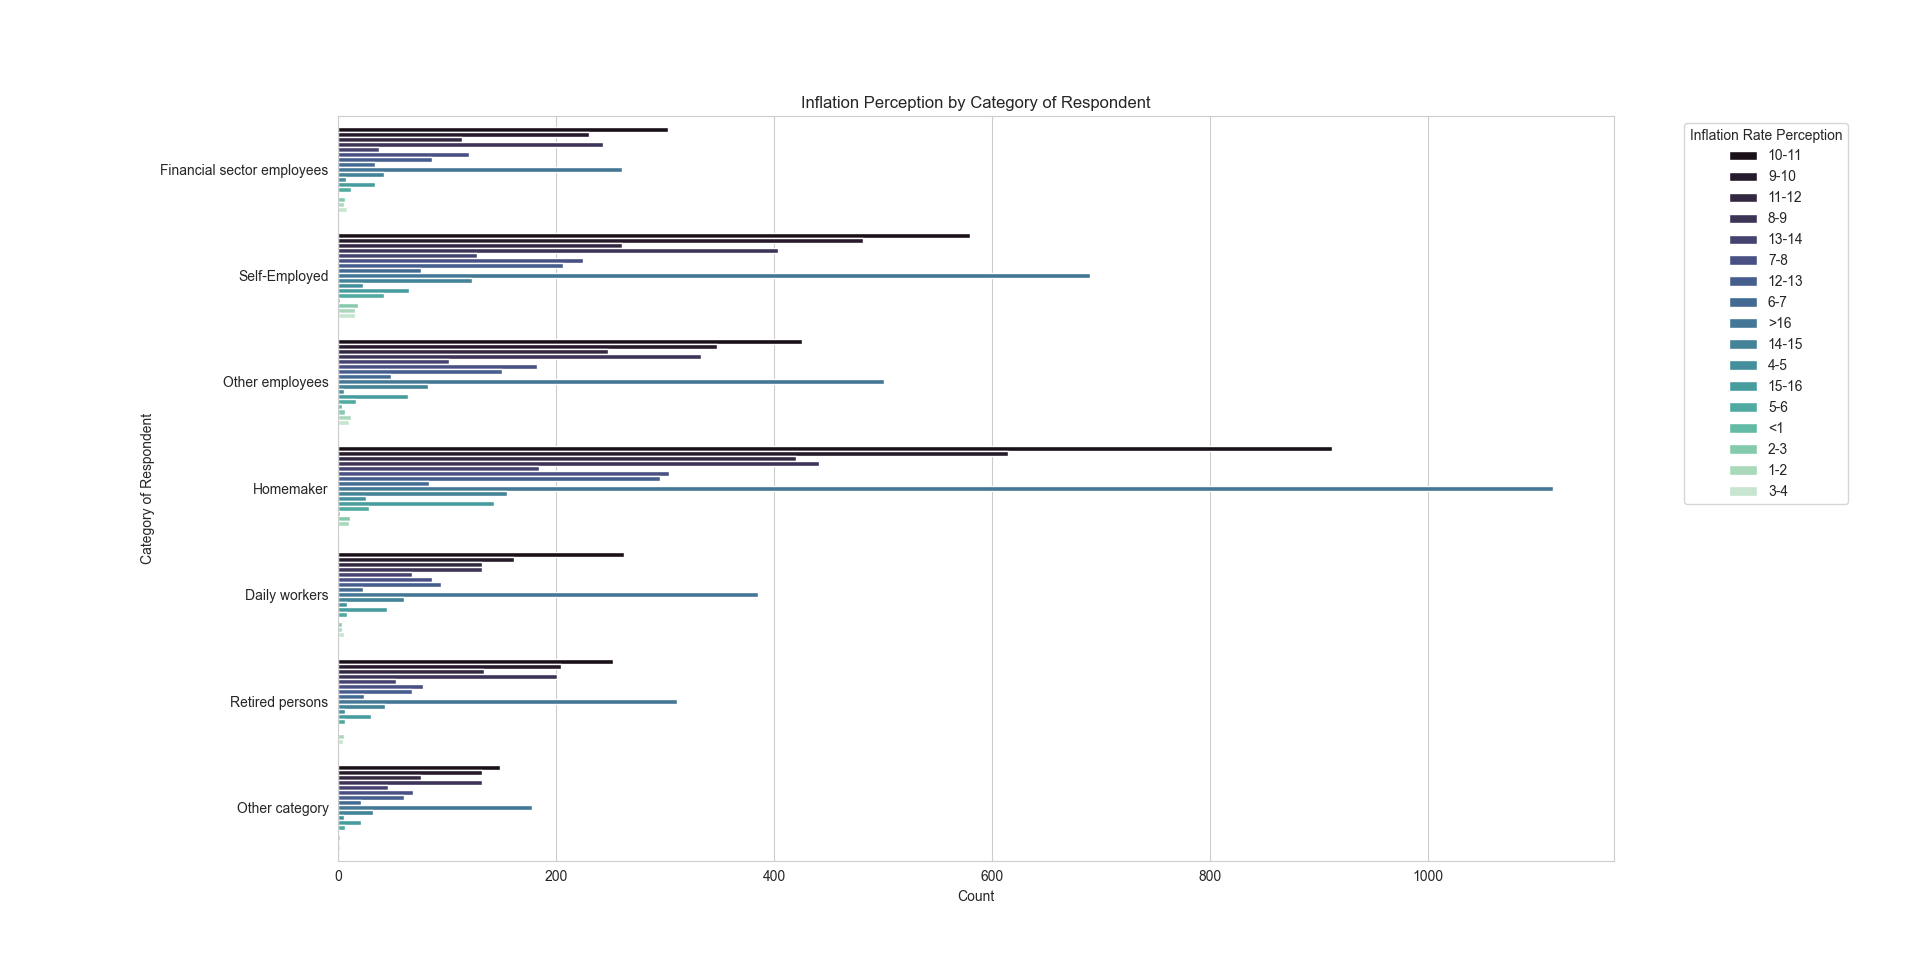 Inflation Perception by Category of Respondent
Category of Respondent
Financial sector employees
Self-Employed
Other employees
Homemaker
Daily workers
Retired persons
Other category
0
200
400
600
800
1000
Count
Inflation Rate Perception
10-11
9-10
11-12
8-9
13-14
7-8
12-13
6-7
>16
14-15
4-5
15-16
5-6
<1
2-3
1-2
3-4